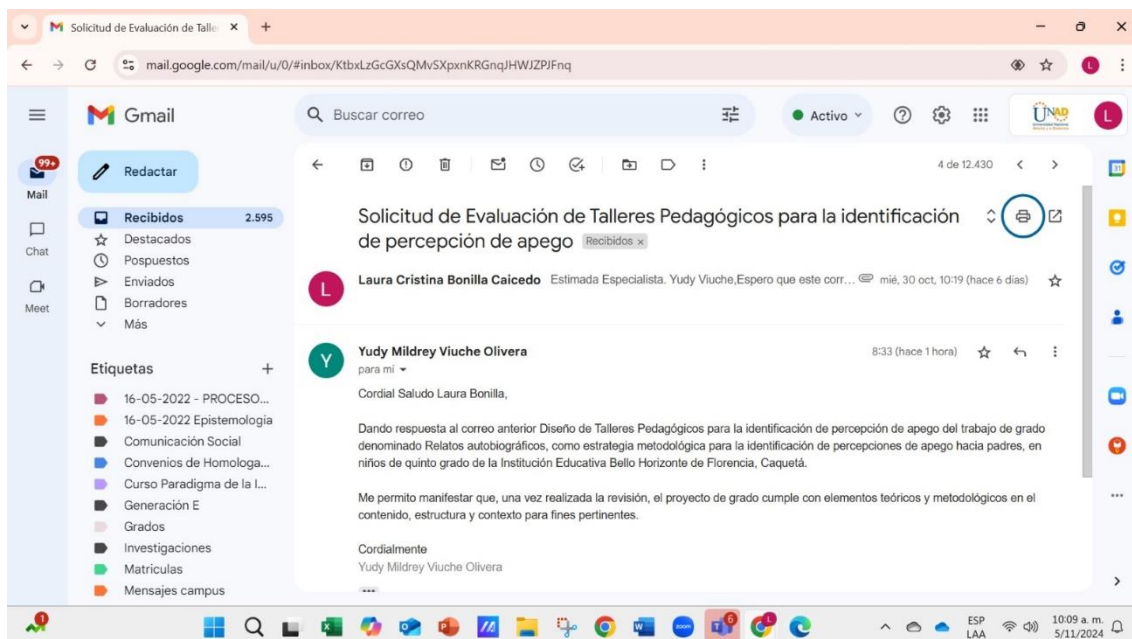 Solicitud de Evaluación de Talle
mail.google.com/mail/u/0/#inbox/KtbxLzGcGXsQMvSXpxnKRGnqJHWJZPJFnq
L
Gmail
Buscar correo
Activo
UNAD
L
99+
Mail
Chat
Meet
Redactar
Recibidos 2.595
Destacados
Pospuestos
Enviados
Borradores
Más
Etiquetas
16-05-2022 - PROCESO...
16-05-2022 Epistemologia
Comunicación Social
Convenios de Homologa...
Curso Paradigma de la I...
Generación E
Grados
Investigaciones
Matriculas
Mensajes campus
4 de 12.430
Solicitud de Evaluación de Talleres Pedagógicos para la identificación
de percepción de apego Recibidos x
L
Laura Cristina Bonilla Caicedo Estimada Especialista. Yudy Viuche,Espero que este corr... mié, 30 oct, 10:19 (hace 6 días)
Y
Yudy Mildrey Viuche Olivera 8:33 (hace 1 hora)
para mí
Cordial Saludo Laura Bonilla,
Dando respuesta al correo anterior Diseño de Talleres Pedagógicos para la identificación de percepción de apego del trabajo de grado
denominado Relatos autobiográficos, como estrategia metodológica para la identificación de percepciones de apego hacia padres, en
niños de quinto grado de la Institución Educativa Bello Horizonte de Florencia, Caquetá.
Me permito manifestar que, una vez realizada la revisión, el proyecto de grado cumple con elementos teóricos y metodológicos en el
contenido, estructura y contexto para fines pertinentes.
Cordialmente
Yudy Mildrey Viuche Olivera
31
ESP
LAA
10:09 a. m.
5/11/2024